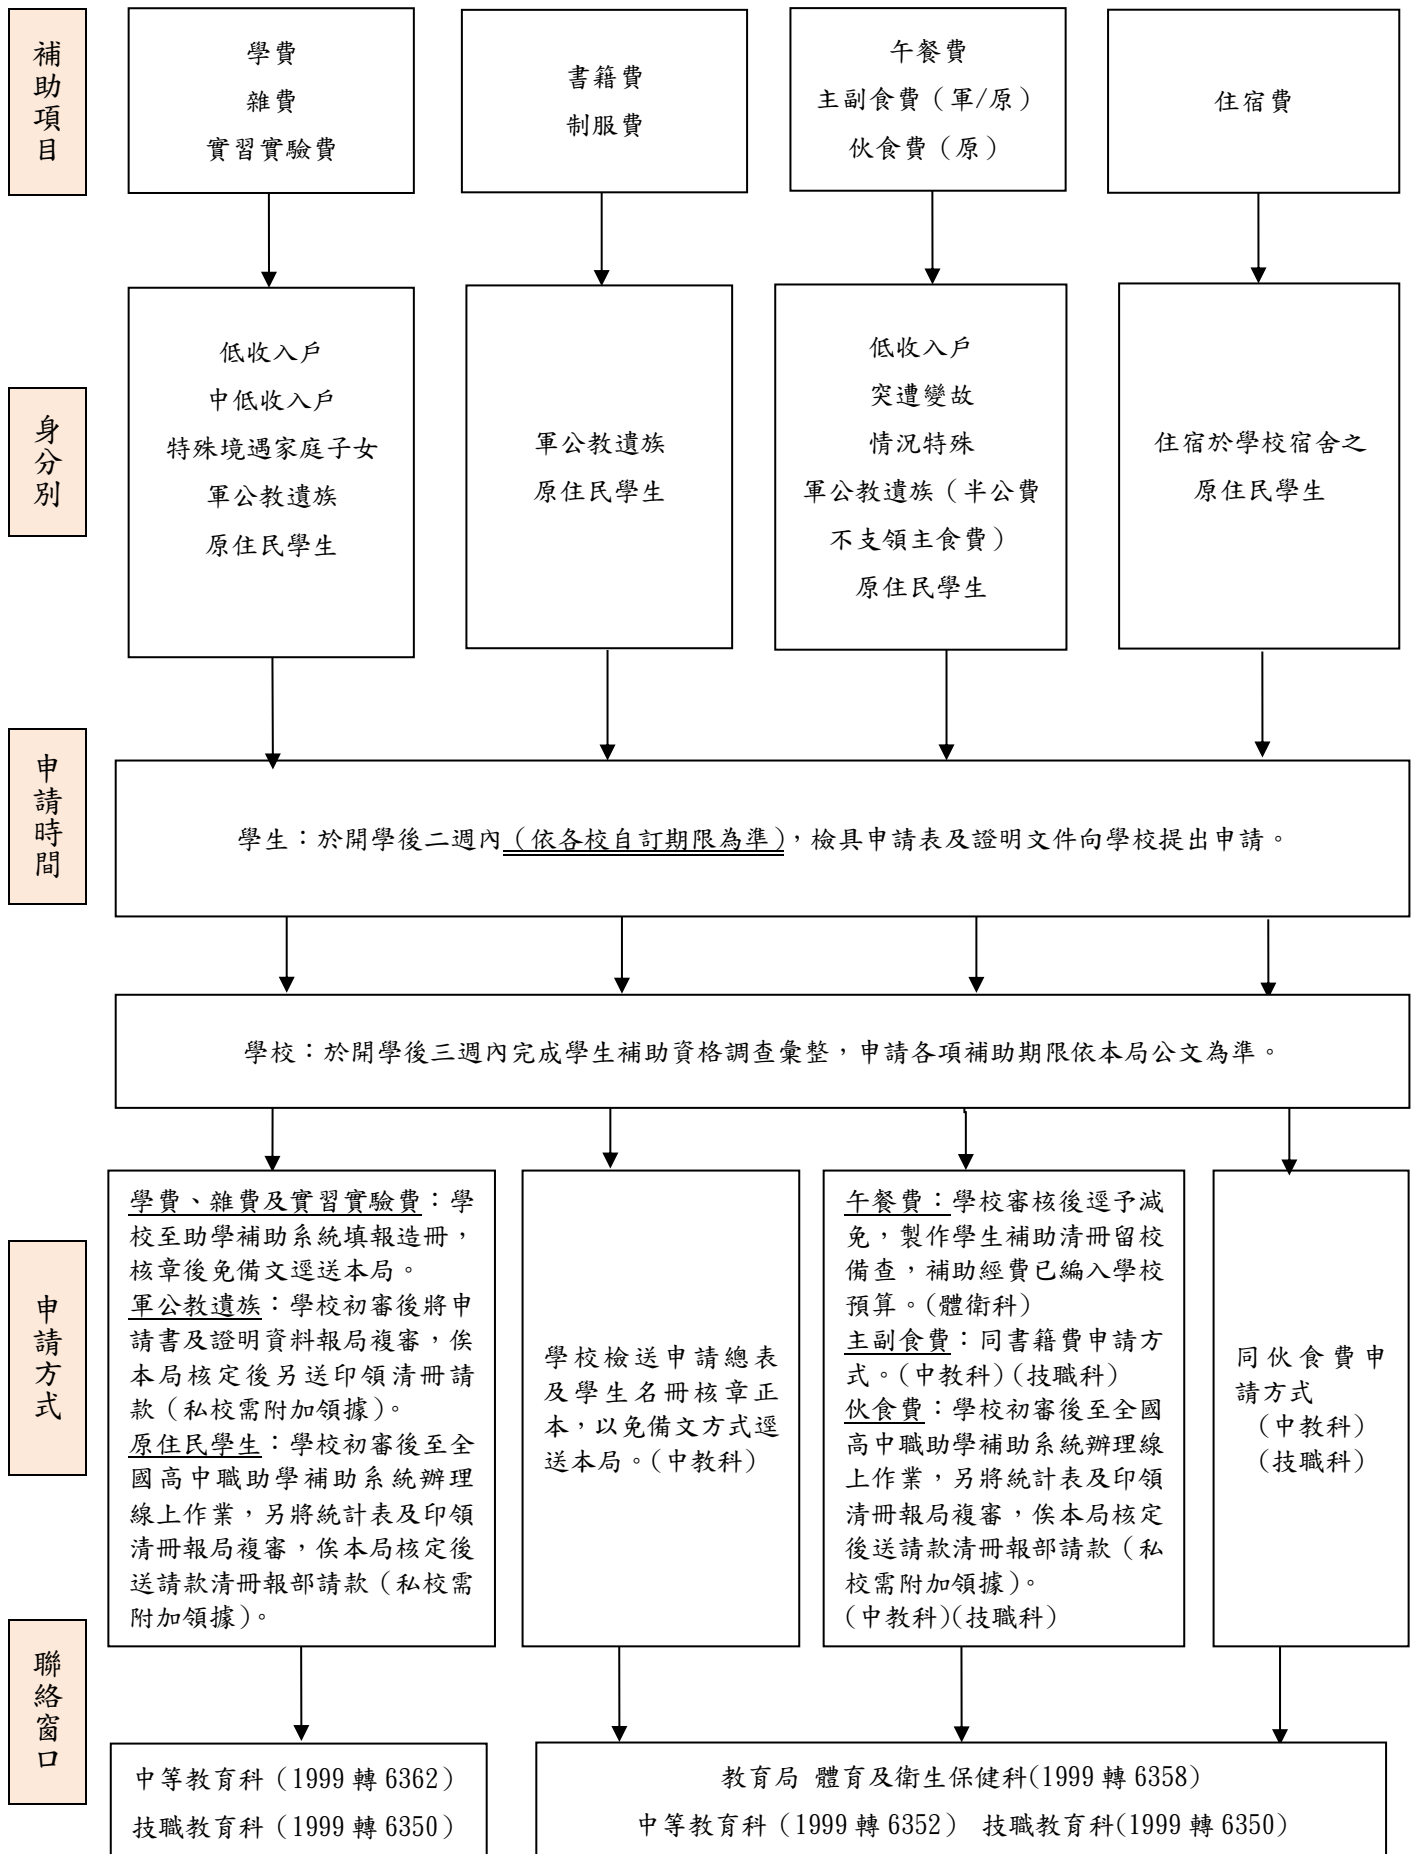 補助項目
學費
雜費
實習實驗費
書籍費
制服費
午餐費
主副食費（軍/原）
伙食費（原）
住宿費
身分別
低收入戶
中低收入戶
特殊境遇家庭子女
軍公教遺族
原住民學生
軍公教遺族
原住民學生
低收入戶
突遭變故
情況特殊
軍公教遺族（半公費
不支領主食費）
原住民學生
住宿於學校宿舍之
原住民學生
申請時間
學生：於開學後二週內（依各校自訂期限為準），檢具申請表及證明文件向學校提出申請。
學校：於開學後三週內完成學生補助資格調查彙整，申請各項補助期限依本局公文為準。
申請方式
學費、雜費及實習實驗費：學
校至助學補助系統填報造冊，
核章後免備文逕送本局。
軍公教遺族：學校初審後將申
請書及證明資料報局複審，俟
本局核定後另送印領清冊請
款（私校需附加領據）。
原住民學生：學校初審後至全
國高中職助學補助系統辦理
線上作業，另將統計表及印領
清冊報局複審，俟本局核定後
送請款清冊報部請款（私校需
附加領據）。
學校檢送申請總表
及學生名冊核章正
本，以免備文方式逕
送本局。(中教科)
午餐費：學校審核後逕予減
免，製作學生補助清冊留校
備查，補助經費已編入學校
預算。(體衛科)
主副食費：同書籍費申請方
式。(中教科)(技職科)
伙食費：學校初審後至全國
高中職助學補助系統辦理線
上作業，另將統計表及印領
清冊報局複審，俟本局核定
後送請款清冊報部請款（私
校需附加領據）。
(中教科)(技職科)
同伙食費申
請方式
（中教科）
（技職科）
聯絡窗口
中等教育科（1999 轉 6362）
技職教育科（1999 轉 6350）
教育局 體育及衛生保健科(1999 轉 6358)
中等教育科（1999 轉 6352） 技職教育科(1999 轉 6350）